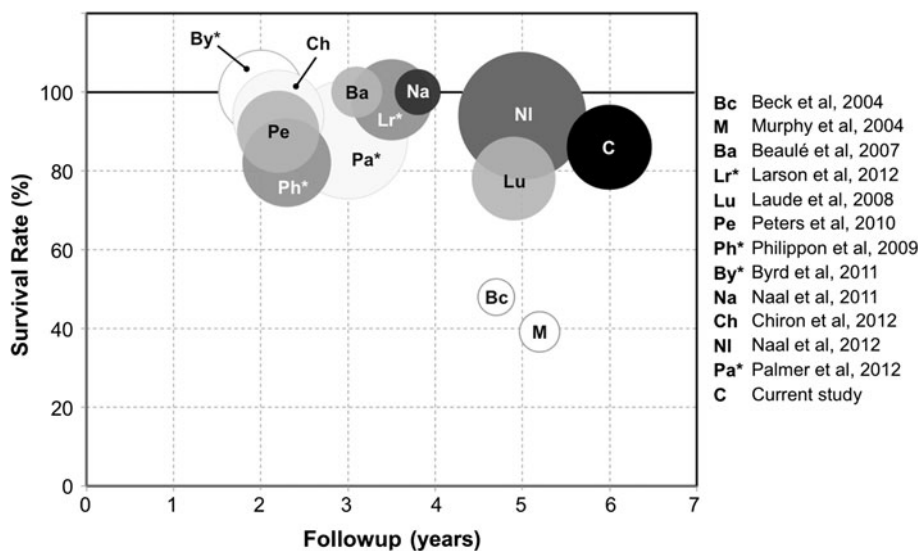 By*
Ch
100
Ba
Na
Lr*
Nl
Pe
Pa*
C
80
Ph*
Lu
60
Bc
M
40
20
0
Survival Rate (%)
0 1 2 3 4 5 6 7
Followup (years)
Bc Beck et al, 2004
M Murphy et al, 2004
Ba Beaulé et al, 2007
Lr* Larson et al, 2012
Lu Laude et al, 2008
Pe Peters et al, 2010
Ph* Philippon et al, 2009
By* Byrd et al, 2011
Na Naal et al, 2011
Ch Chiron et al, 2012
Nl Naal et al, 2012
Pa* Palmer et al, 2012
C Current study